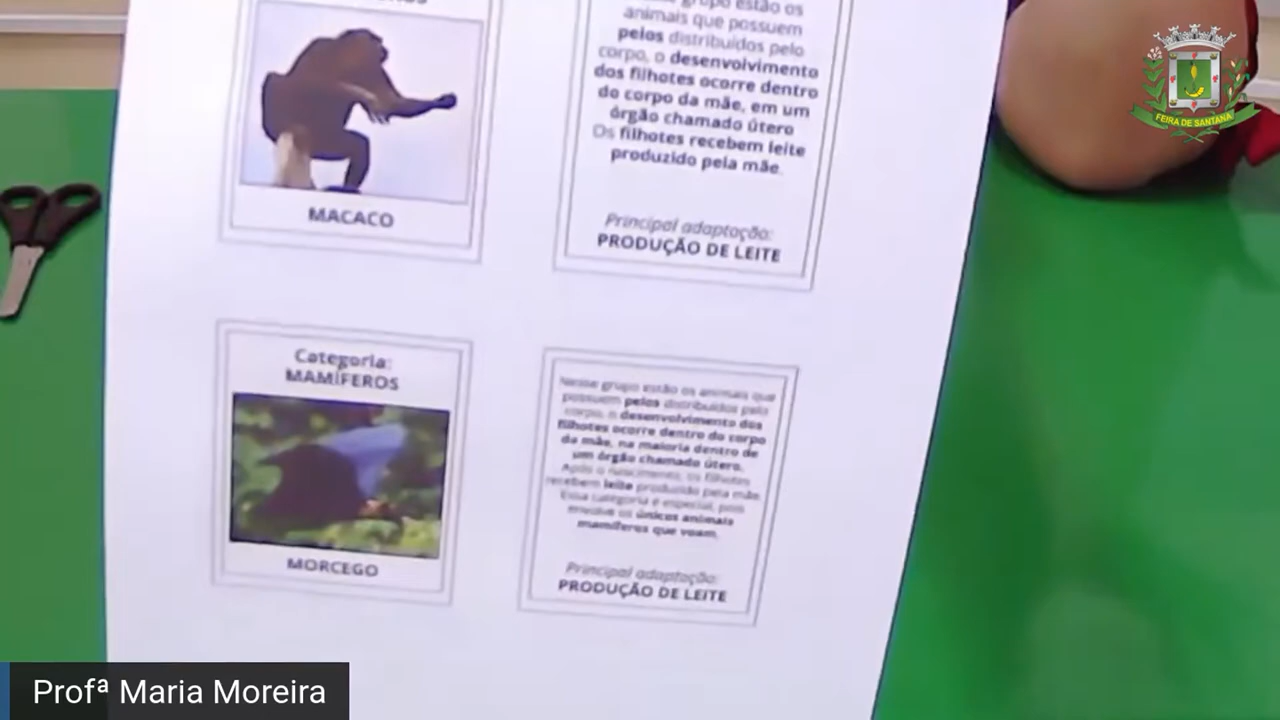 grupo estão os
animais que possuem
pelos distribuídos pelo
corpo, o desenvolvimento
dos filhotes ocorre dentro
do corpo da mãe, em um
órgão chamado útero
Os filhotes recebem leite
produzido pela mãe.
MACACO
Principal adaptação:
PRODUÇÃO DE LEITE
Categoria:
MAMÍFEROS
MORCEGO
Nesse grupo estão os animais que
possuem pelos distribuídos pelo
corpo, o desenvolvimento dos
filhotes ocorre dentro do corpo
da mãe, na maioria dentro de
um órgão chamado útero.
Após o nascimento, os filhotes
recebem leite produzido pela mãe.
Essa categoria é especial, pois
envolve os únicos animais
mamíferos que voam.
Principal adaptação:
PRODUÇÃO DE LEITE
FEIRA DE SANTANA
Profª Maria Moreira